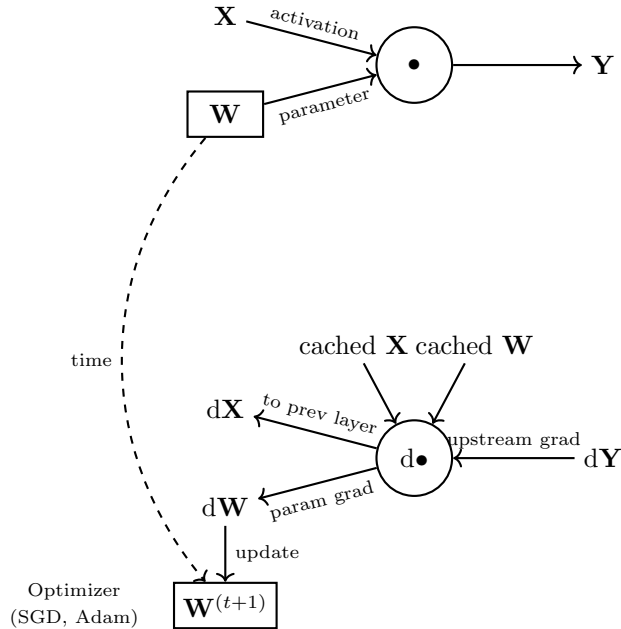 X
activation
•
Y
W
parameter
time
cached X cached W
dX
to prev layer
d•
upstream grad
dY
dW
param grad
update
Optimizer
(SGD, Adam)
W^{(t+1)}